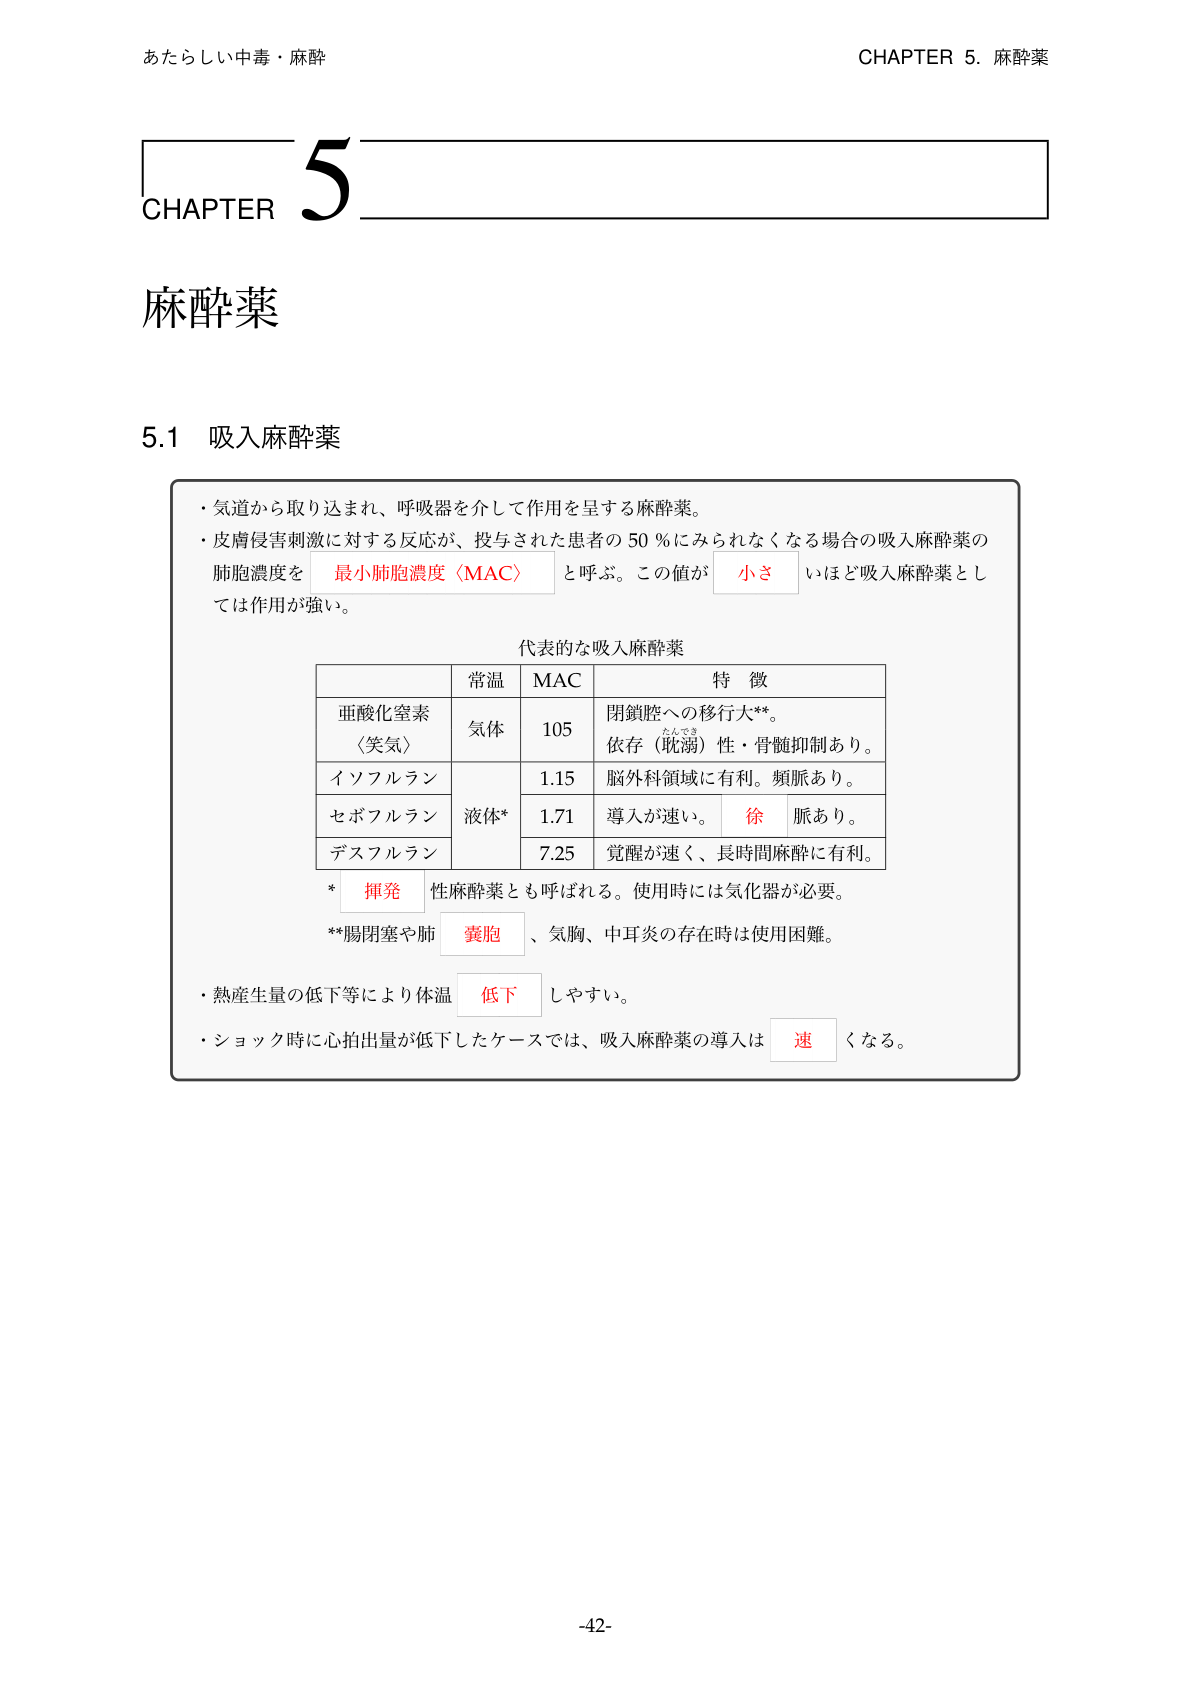 あたらしい中毒・麻酔
CHAPTER 5. 麻酔薬
CHAPTER 5
麻酔薬
5.1 吸入麻酔薬
・気道から取り込まれ、呼吸器を介して作用を呈する麻酔薬。
・皮膚侵害刺激に対する反応が、投与された患者の 50 %にみられなくなる場合の吸入麻酔薬の
肺胞濃度を 最小肺胞濃度〈MAC〉 と呼ぶ。この値が 小さ いほど吸入麻酔薬とし
ては作用が強い。
代表的な吸入麻酔薬
常温 MAC 特 徴
亜酸化窒素
〈笑気〉
気体 105
閉鎖腔への移行大**。
たんでき
依存（耽溺）性・骨髄抑制あり。
イソフルラン 1.15 脳外科領域に有利。頻脈あり。
セボフルラン 液体* 1.71 導入が速い。 徐 脈あり。
デスフルラン 7.25 覚醒が速く、長時間麻酔に有利。
* 揮発 性麻酔薬とも呼ばれる。使用時には気化器が必要。
**腸閉塞や肺 嚢胞 、気胸、中耳炎の存在時は使用困難。
・熱産生量の低下等により体温 低下 しやすい。
・ショック時に心拍出量が低下したケースでは、吸入麻酔薬の導入は 速 くなる。
-42-